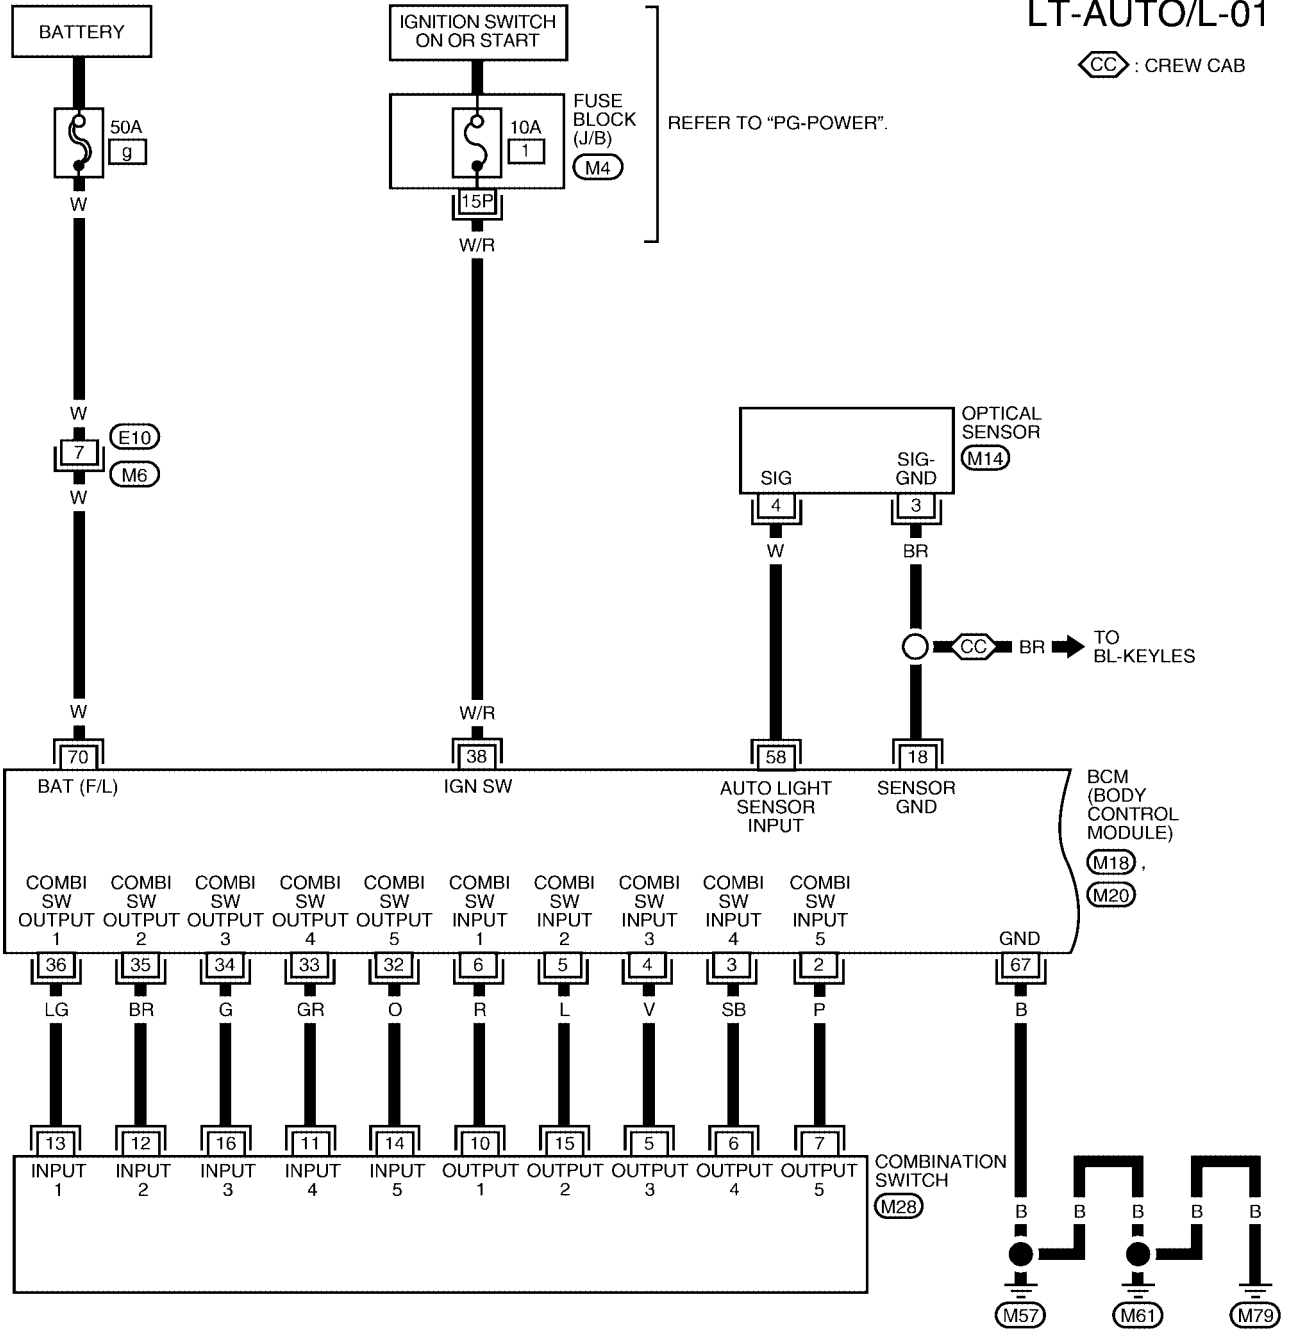 LT-AUTO/L-01
CC : CREW CAB
BATTERY
IGNITION SWITCH
ON OR START
50A
g
10A
1
FUSE
BLOCK
(J/B)
M4
REFER TO “PG-POWER”.
15P
W
W/R
W
7
E10
M6
W
OPTICAL
SENSOR
M14
SIG
SIG-
GND
4
3
W
BR
CC
BR
TO
BL-KEYLES
W
W/R
70
38
58
18
BAT (F/L)
IGN SW
AUTO LIGHT
SENSOR
INPUT
SENSOR
GND
BCM
(BODY
CONTROL
MODULE)
M18 ,
M20
COMBI
SW
OUTPUT
1
COMBI
SW
OUTPUT
2
COMBI
SW
OUTPUT
3
COMBI
SW
OUTPUT
4
COMBI
SW
OUTPUT
5
COMBI
SW
INPUT
1
COMBI
SW
INPUT
2
COMBI
SW
INPUT
3
COMBI
SW
INPUT
4
COMBI
SW
INPUT
5
GND
36
35
34
33
32
6
5
4
3
2
67
LG
BR
G
GR
O
R
L
V
SB
P
B
13
12
16
11
14
10
15
5
6
7
INPUT
1
INPUT
2
INPUT
3
INPUT
4
INPUT
5
OUTPUT
1
OUTPUT
2
OUTPUT
3
OUTPUT
4
OUTPUT
5
COMBINATION
SWITCH
M28
B
B
B
B
B
M57
M61
M79